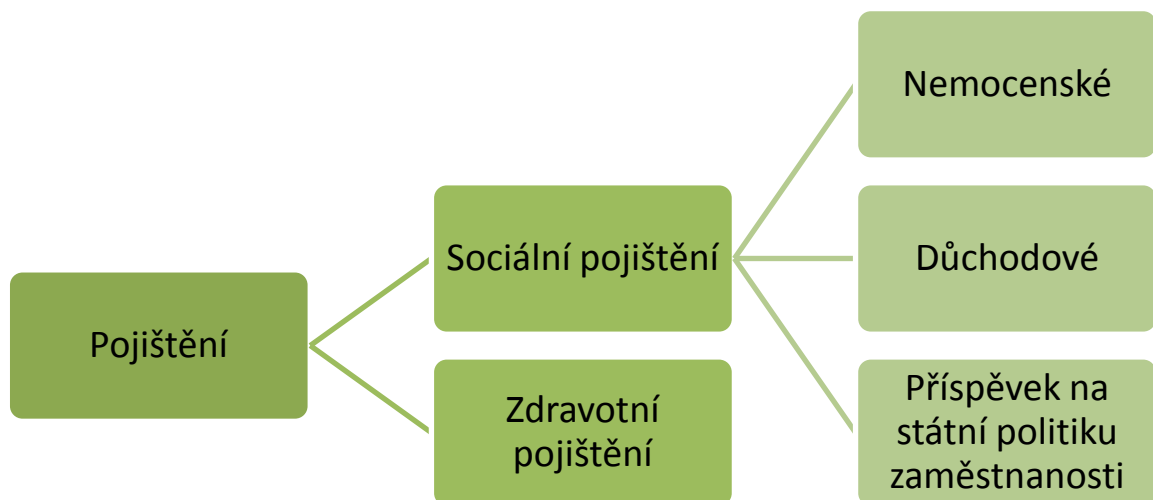 Pojištění
Sociální pojištění
Zdravotní
pojištění
Nemocenské
Důchodové
Příspěvek na
státní politiku
zaměstnanosti